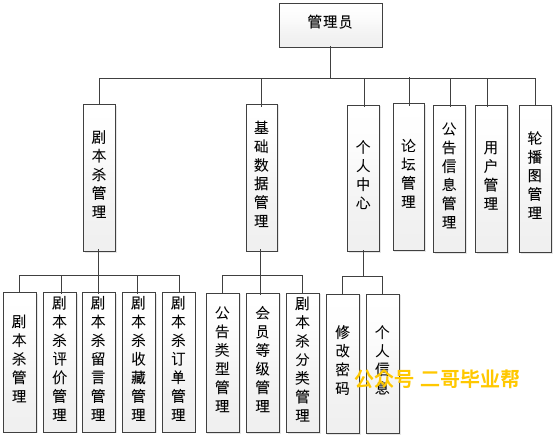 管理员
剧本杀管理
基础数据管理
个人中心
论坛管理
公告信息管理
用户管理
轮播图管理
剧本杀管理
剧本杀评价管理
剧本杀留言管理
剧本杀收藏管理
剧本杀订单管理
公告类型管理
会员等级管理
剧本杀分类管理
修改密码
个人信息
公众号 二哥毕业帮